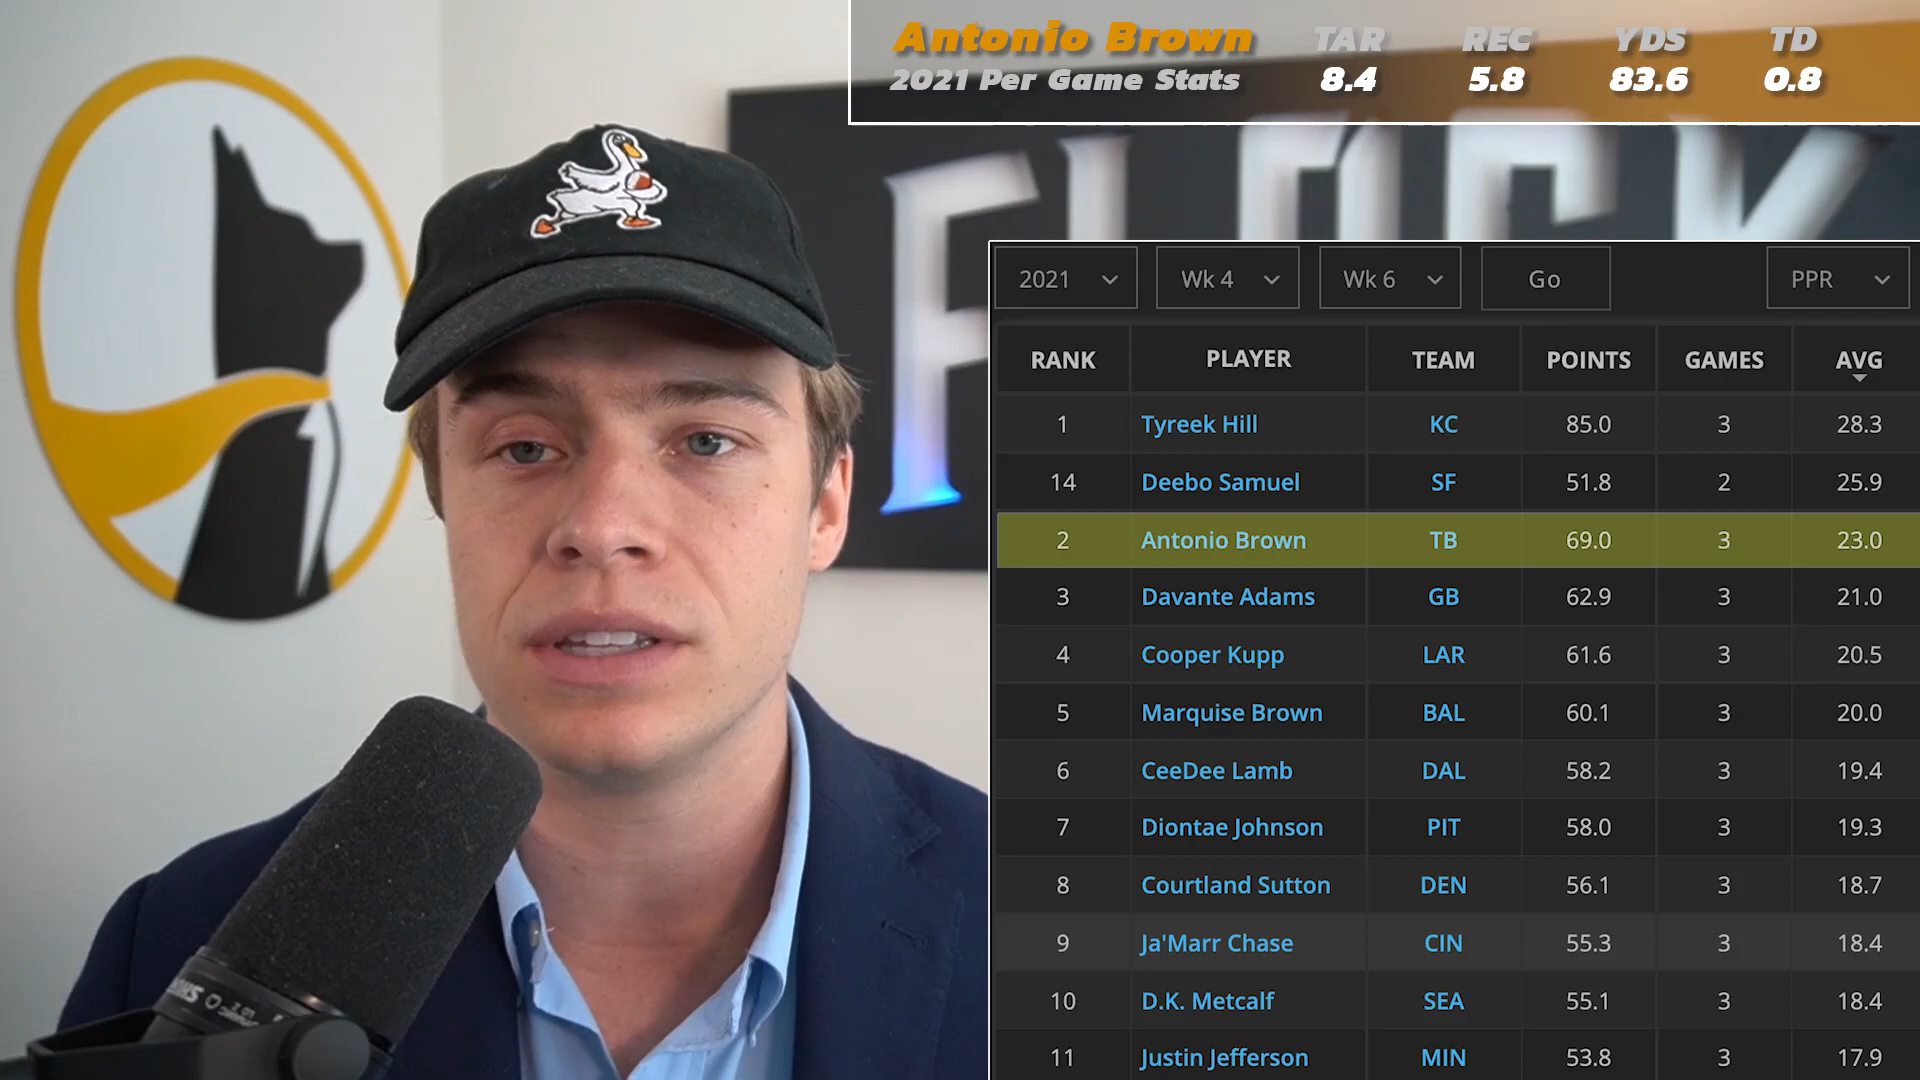 Antonio Brown TAR REC YDS TD
2021 Per Game Stats 8.4 5.8 83.6 0.8
FLOCK
2021 Wk 4 Wk 6 Go PPR
RANK PLAYER TEAM POINTS GAMES AVG
1 Tyreek Hill KC 85.0 3 28.3
14 Deebo Samuel SF 51.8 2 25.9
2 Antonio Brown TB 69.0 3 23.0
3 Davante Adams GB 62.9 3 21.0
4 Cooper Kupp LAR 61.6 3 20.5
5 Marquise Brown BAL 60.1 3 20.0
6 CeeDee Lamb DAL 58.2 3 19.4
7 Diontae Johnson PIT 58.0 3 19.3
8 Courtland Sutton DEN 56.1 3 18.7
9 Ja'Marr Chase CIN 55.3 3 18.4
10 D.K. Metcalf SEA 55.1 3 18.4
11 Justin Jefferson MIN 53.8 3 17.9